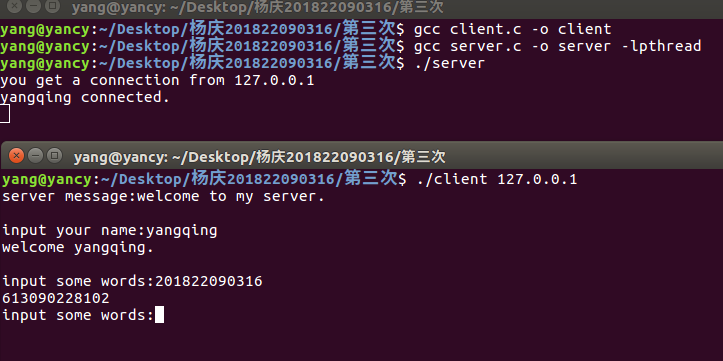 yang@yancy: ~/Desktop/杨庆201822090316/第三次
yang@yancy:~/Desktop/杨庆201822090316/第三次$ gcc client.c -o client
yang@yancy:~/Desktop/杨庆201822090316/第三次$ gcc server.c -o server -lpthread
yang@yancy:~/Desktop/杨庆201822090316/第三次$ ./server
you get a connection from 127.0.0.1
yangqing connected.
yang@yancy: ~/Desktop/杨庆201822090316/第三次
yang@yancy:~/Desktop/杨庆201822090316/第三次$ ./client 127.0.0.1
server message:welcome to my server.
input your name:yangqing
welcome yangqing.
input some words:201822090316
613090228102
input some words: